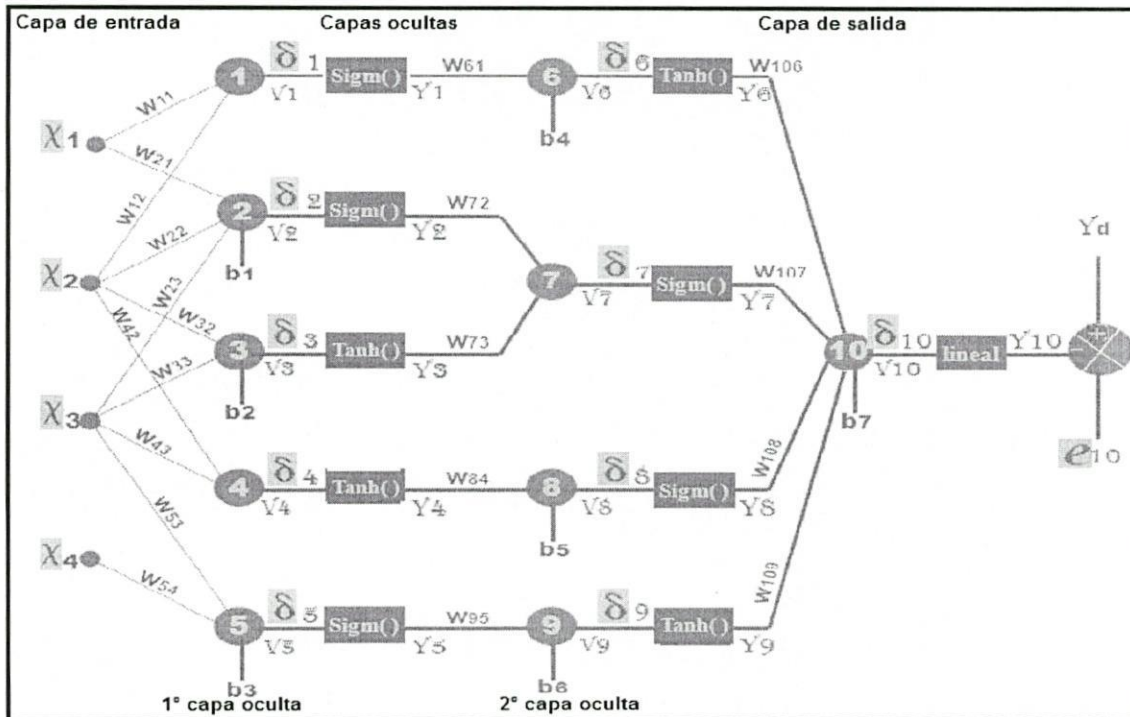 Capa de entrada
Capas ocultas
Capa de salida
1
δ1
Sigm()
V1
Y1
W61
6
δ6
Tanh()
V6
Y6
W106
b4
W11
χ1
W21
W12
2
δ2
Sigm()
V2
Y2
W72
b1
W22
χ2
W23
W32
W42
7
δ7
Sigm()
V7
Y7
W107
Yd
3
δ3
Tanh()
V3
Y3
W73
b2
W33
10
δ10
lineal
V10
Y10
b7
+
-
e10
χ3
W43
W53
4
δ4
Tanh()
V4
Y4
W84
8
δ8
Sigm()
V8
Y8
W108
b5
χ4
W54
5
δ5
Sigm()
V5
Y5
W95
9
δ9
Tanh()
V9
Y9
W109
b3
b6
1° capa oculta
2° capa oculta